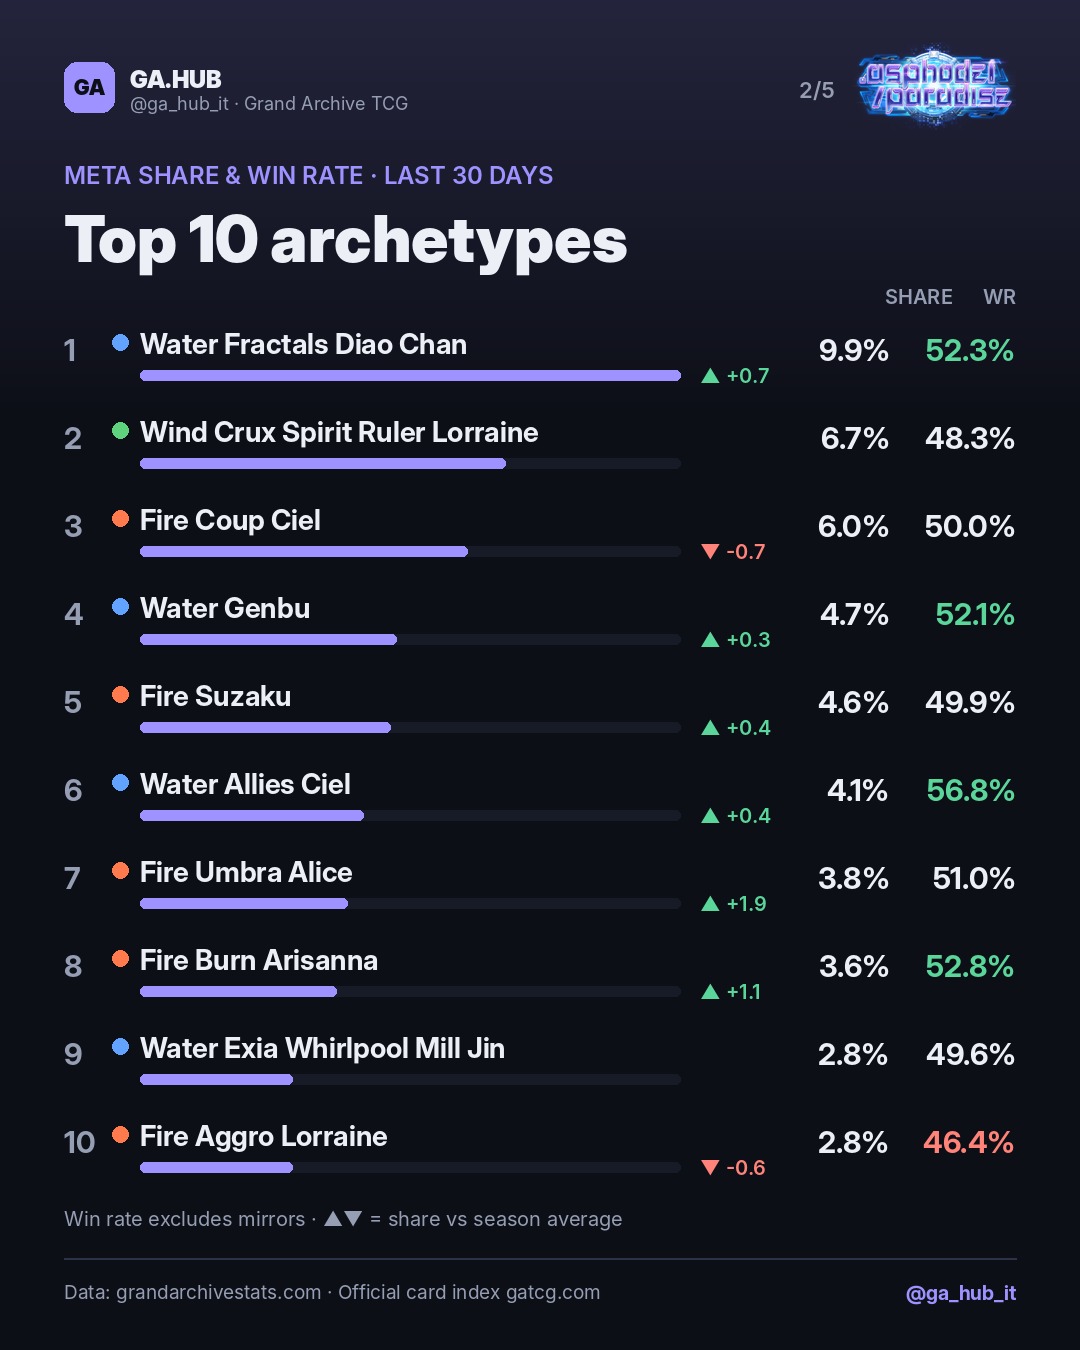 GA
GA.HUB
@ga_hub_it · Grand Archive TCG
2/5
.asphodel
/paradise
META SHARE & WIN RATE · LAST 30 DAYS
Top 10 archetypes
SHARE WR
1 Water Fractals Diao Chan 9.9% 52.3%
▲ +0.7
2 Wind Crux Spirit Ruler Lorraine 6.7% 48.3%
3 Fire Coup Ciel 6.0% 50.0%
▼ -0.7
4 Water Genbu 4.7% 52.1%
▲ +0.3
5 Fire Suzaku 4.6% 49.9%
▲ +0.4
6 Water Allies Ciel 4.1% 56.8%
▲ +0.4
7 Fire Umbra Alice 3.8% 51.0%
▲ +1.9
8 Fire Burn Arisanna 3.6% 52.8%
▲ +1.1
9 Water Exia Whirlpool Mill Jin 2.8% 49.6%
10 Fire Aggro Lorraine 2.8% 46.4%
▼ -0.6
Win rate excludes mirrors · ▲▼ = share vs season average
Data: grandarchivestats.com · Official card index gatcg.com
@ga_hub_it